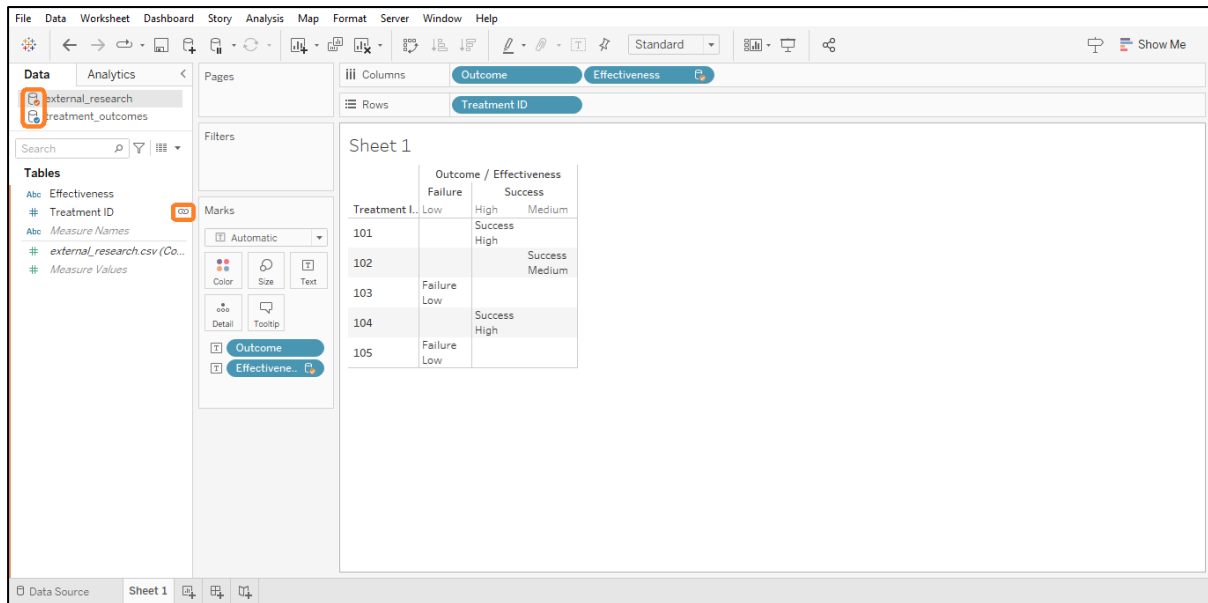 File Data Worksheet Dashboard Story Analysis Map Format Server Window Help
Standard
Show Me
Data Analytics
external_research
treatment_outcomes
Search
Tables
Abc Effectiveness
# Treatment ID
Abc Measure Names
# external_research.csv (Co...
# Measure Values
Pages
Filters
Marks
T Automatic
Color Size Text
Detail Tooltip
T Outcome
T Effectivene..
iii Columns Outcome Effectiveness
Rows Treatment ID
Sheet 1
Outcome / Effectiveness
Failure Success
Treatment I.. Low High Medium
101 Success
High
102 Success
Medium
103 Failure
Low
104 Success
High
105 Failure
Low
Data Source Sheet 1